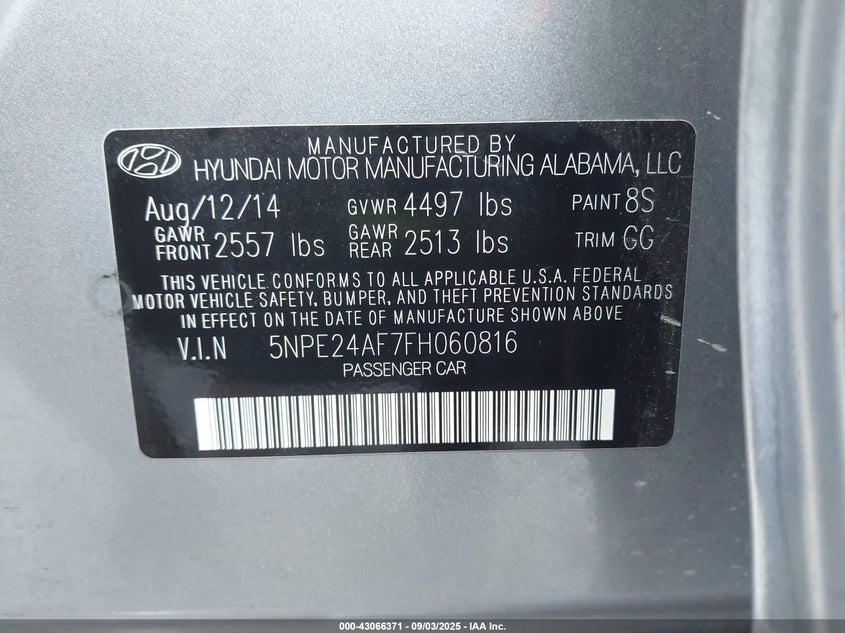 MANUFACTURED BY
HYUNDAI MOTOR MANUFACTURING ALABAMA, LLC
Aug/12/14 GVWR 4497 lbs PAINT 8S
GAWR FRONT 2557 lbs GAWR REAR 2513 lbs TRIM GG
THIS VEHICLE CONFORMS TO ALL APPLICABLE U.S.A. FEDERAL
MOTOR VEHICLE SAFETY, BUMPER, AND THEFT PREVENTION STANDARDS
IN EFFECT ON THE DATE OF MANUFACTURE SHOWN ABOVE
V.I.N 5NPE24AF7FH060816
PASSENGER CAR
000-43066371 - 09/03/2025 - IAA Inc.